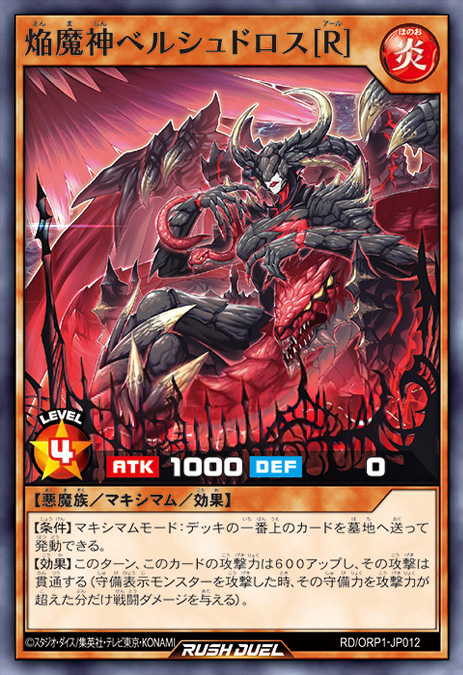 焔魔神ベルシュドロス[R]
炎
LEVEL
4
ATK 1000 DEF 0
【悪魔族/マキシマム/効果】
【条件】マキシマムモード:デッキの一番上のカードを墓地へ送って
発動できる。
【効果】このターン、このカードの攻撃力は600アップし、その攻撃は
貫通する(守備表示モンスターを攻撃した時、その守備力を攻撃力が
超えた分だけ戦闘ダメージを与える)。
©スタジオ・ダイス/集英社・テレビ東京・KONAMI
RUSH DUEL
RD/ORP1-JP012